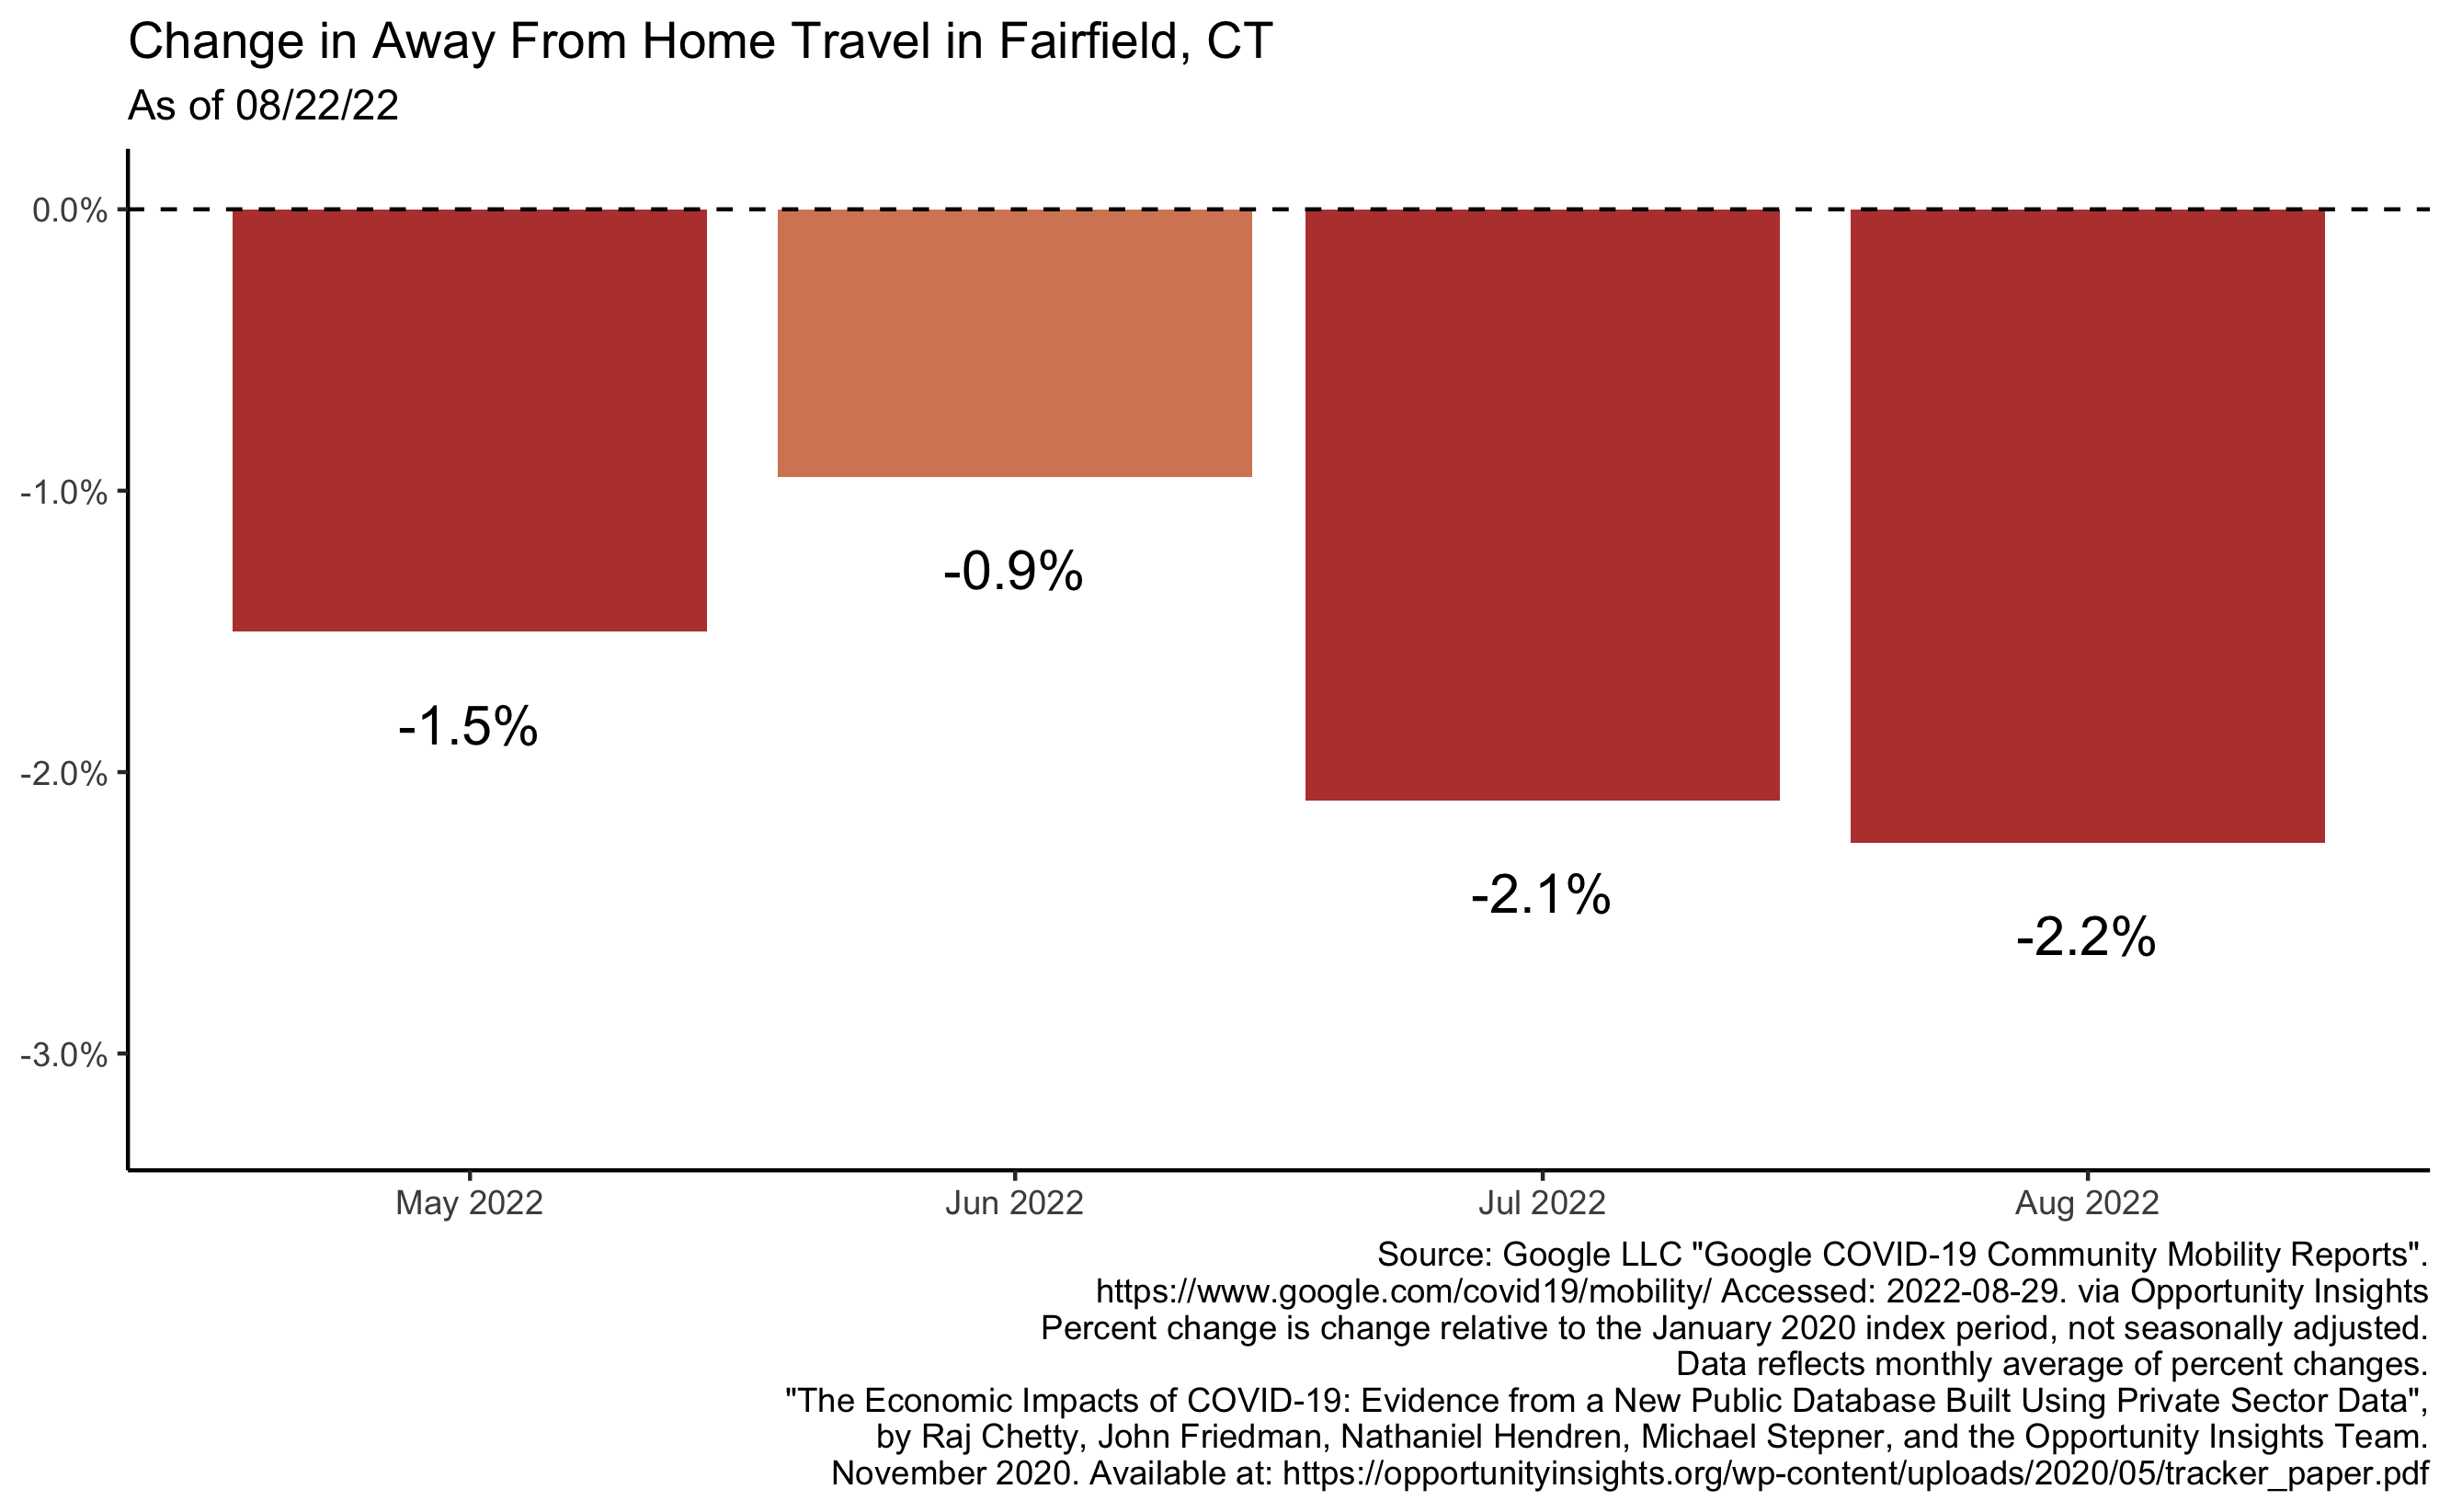 Change in Away From Home Travel in Fairfield, CT
As of 08/22/22
0.0%
-1.0%
-2.0%
-3.0%
-1.5%
-0.9%
-2.1%
-2.2%
May 2022
Jun 2022
Jul 2022
Aug 2022
Source: Google LLC "Google COVID-19 Community Mobility Reports".
https://www.google.com/covid19/mobility/ Accessed: 2022-08-29. via Opportunity Insights
Percent change is change relative to the January 2020 index period, not seasonally adjusted.
Data reflects monthly average of percent changes.
"The Economic Impacts of COVID-19: Evidence from a New Public Database Built Using Private Sector Data",
by Raj Chetty, John Friedman, Nathaniel Hendren, Michael Stepner, and the Opportunity Insights Team.
November 2020. Available at: https://opportunityinsights.org/wp-content/uploads/2020/05/tracker_paper.pdf